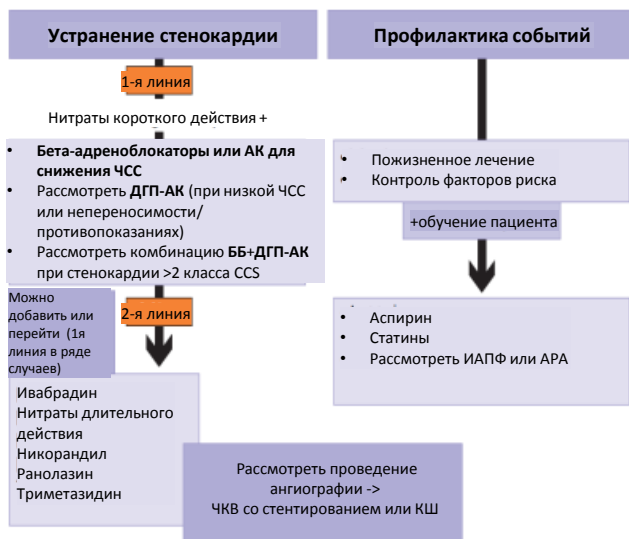 Устранение стенокардии
1-я линия
Нитраты короткого действия +
• Бета-адреноблокаторы или АК для
снижения ЧСС
• Рассмотреть ДГП-АК (при низкой ЧСС
или непереносимости/
противопоказаниях)
• Рассмотреть комбинацию ББ+ДГП-АК
при стенокардии >2 класса CCS
Можно
добавить или
перейти (1я
линия в ряде
случаев)
2-я линия
Ивабрадин
Нитраты длительного
действия
Никорандил
Ранолазин
Триметазидин
Профилактика событий
• Пожизненное лечение
• Контроль факторов риска
+обучение пациента
• Аспирин
• Статины
• Рассмотреть ИАПФ или АРА
Рассмотреть проведение
ангиографии ->
ЧКВ со стентированием или КШ